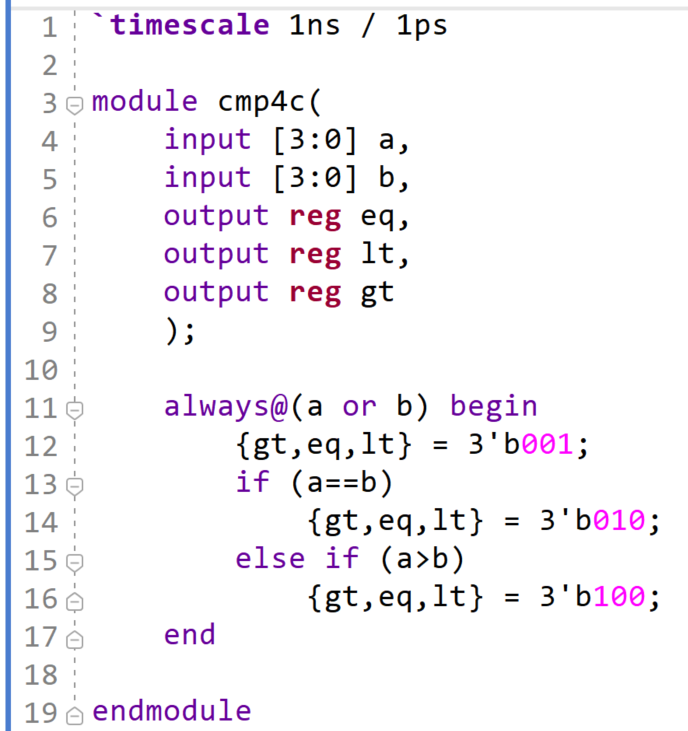 1 `timescale 1ns / 1ps
2
3 module cmp4c(
4     input [3:0] a,
5     input [3:0] b,
6     output reg eq,
7     output reg lt,
8     output reg gt
9     );
10
11     always@(a or b) begin
12         {gt,eq,lt} = 3'b001;
13         if (a==b)
14             {gt,eq,lt} = 3'b010;
15         else if (a>b)
16             {gt,eq,lt} = 3'b100;
17     end
18
19 endmodule